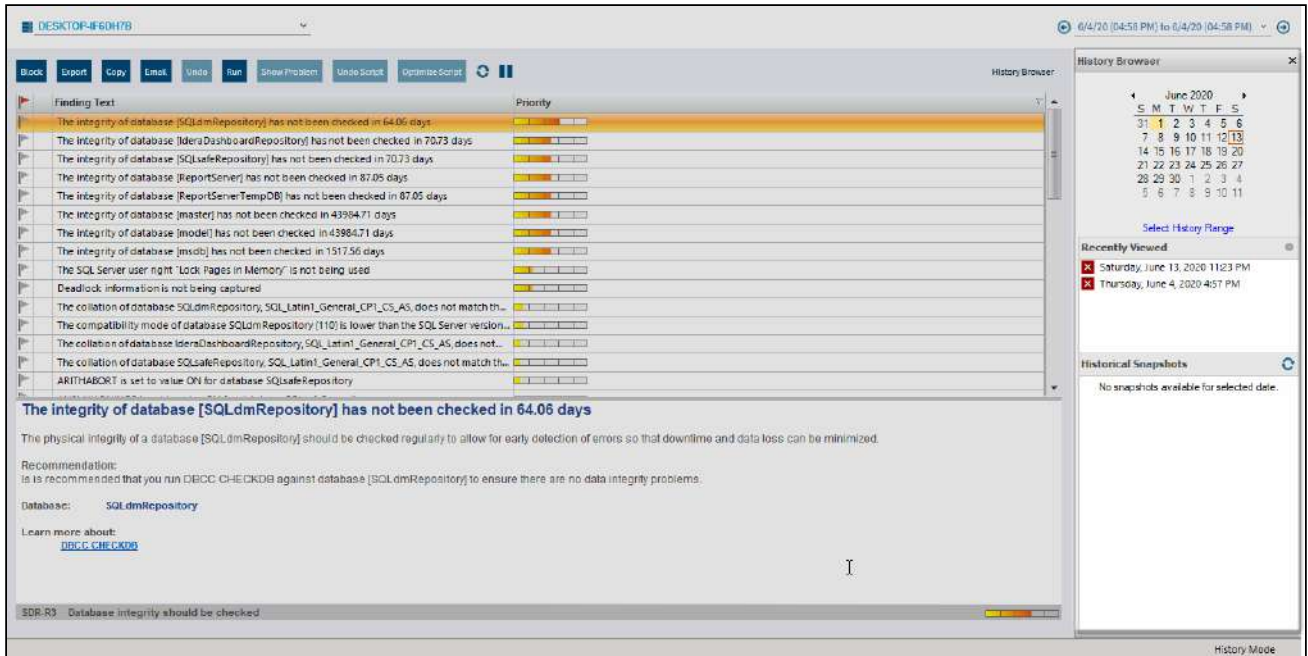 DESKTOP-IF6DH7B
6/4/20 (04:58 PM) to 6/4/20 (04:58 PM)
Block Export Copy Email Undo Run Show Problem Undo Script Optimize Script History Browser
Finding Text Priority
The integrity of database [SQLdmRepository] has not been checked in 64.06 days
The integrity of database [IderaDashboardRepository] has not been checked in 70.73 days
The integrity of database [SQLsafeRepository] has not been checked in 70.73 days
The integrity of database [ReportServer] has not been checked in 87.05 days
The integrity of database [ReportServerTempDB] has not been checked in 87.05 days
The integrity of database [master] has not been checked in 43984.71 days
The integrity of database [model] has not been checked in 43984.71 days
The integrity of database [msdb] has not been checked in 1517.56 days
The SQL Server user right "Lock Pages in Memory" is not being used
Deadlock information is not being captured
The collation of database SQLdmRepository, SQL_Latin1_General_CP1_CS_AS, does not match th...
The compatibility mode of database SQLdmRepository (110) is lower than the SQL Server version...
The collation of database IderaDashboardRepository, SQL_Latin1_General_CP1_CS_AS, does not...
The collation of database SQLsafeRepository, SQL_Latin1_General_CP1_CS_AS, does not match th...
ARITHABORT is set to value ON for database SQLsafeRepository
The integrity of database [SQLdmRepository] has not been checked in 64.06 days
The physical integrity of a database [SQLdmRepository] should be checked regularly to allow for early detection of errors so that downtime and data loss can be minimized.
Recommendation:
Is is recommended that you run DBCC CHECKDB against database [SQLdmRepository] to ensure there are no data integrity problems.
Database: SQLdmRepository
Learn more about:
DBCC CHECKDB
SDR-R3 Database integrity should be checked
History Browser
June 2020
S M T W T F S
31 1 2 3 4 5 6
7 8 9 10 11 12 13
14 15 16 17 18 19 20
21 22 23 24 25 26 27
28 29 30 1 2 3 4
5 6 7 8 9 10 11
Select History Range
Recently Viewed
Saturday, June 13, 2020 11:23 PM
Thursday, June 4, 2020 4:57 PM
Historical Snapshots
No snapshots available for selected date.
History Mode